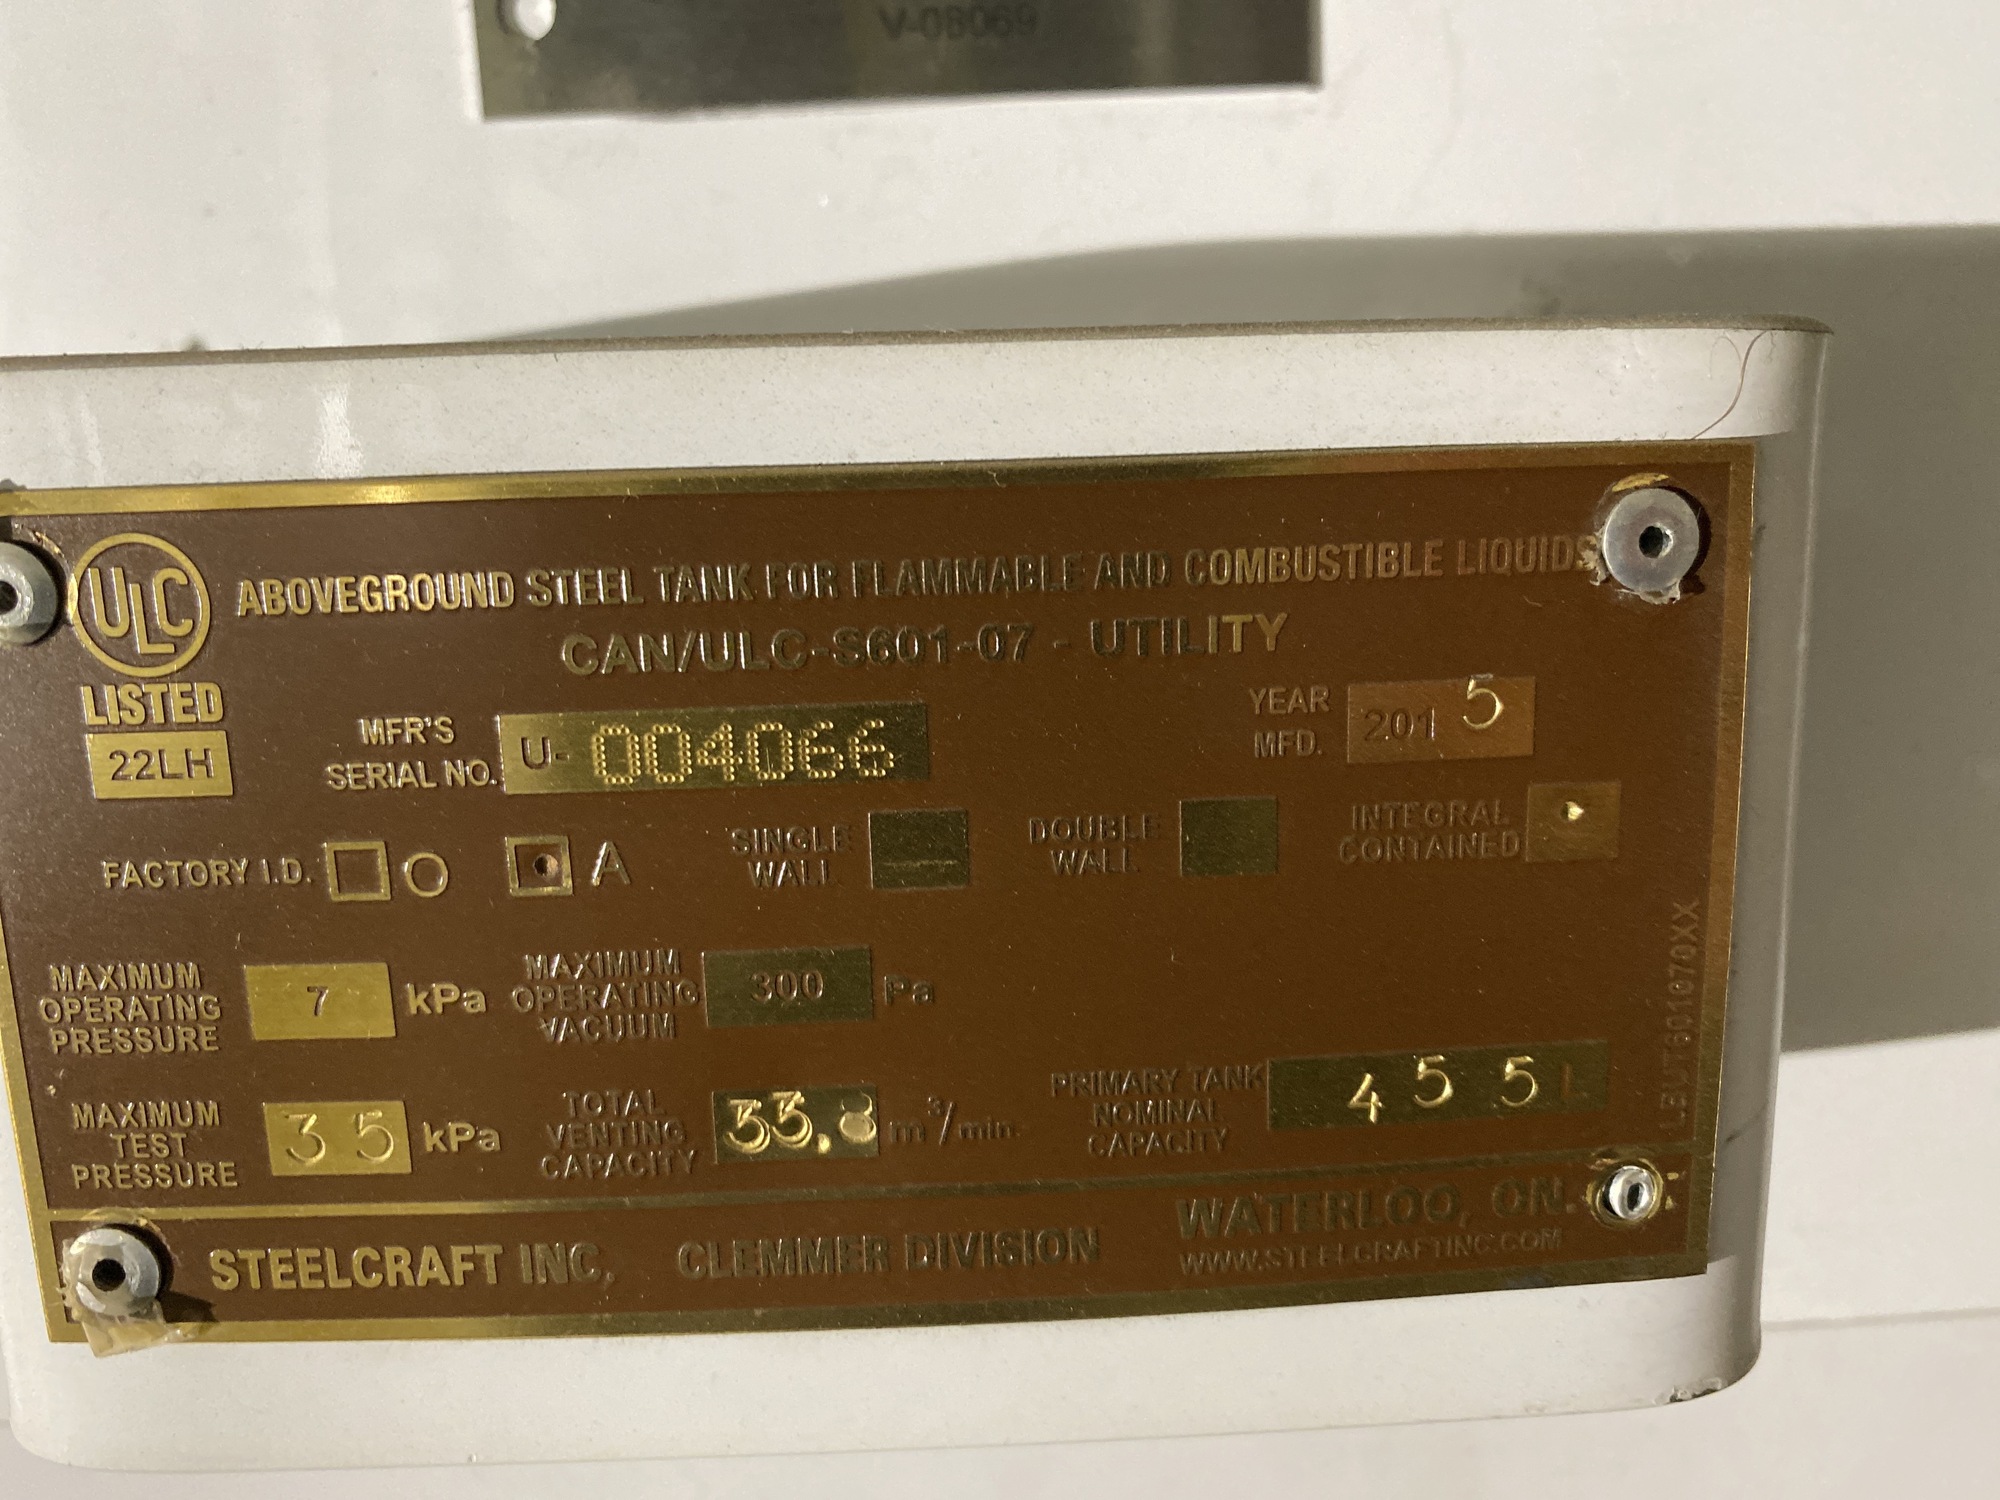 V-08069
ULC
LISTED
22LH
ABOVEGROUND STEEL TANK FOR FLAMMABLE AND COMBUSTIBLE LIQUIDS
CAN/ULC-S601-07 - UTILITY
MFR'S
SERIAL NO.
U-004066
YEAR
MFD.
2015
FACTORY I.D.
O
A
SINGLE
WALL
DOUBLE
WALL
INTEGRAL
CONTAINED
MAXIMUM
OPERATING
PRESSURE
7 kPa
MAXIMUM
OPERATING
VACUUM
300 Pa
MAXIMUM
TEST
PRESSURE
35 kPa
TOTAL
VENTING
CAPACITY
33.8 m³/min.
PRIMARY TANK
NOMINAL
CAPACITY
455L
LEUT601070XX
STEELCRAFT INC. CLEMMER DIVISION
WATERLOO, ON.
WWW.STEELCRAFTINC.COM